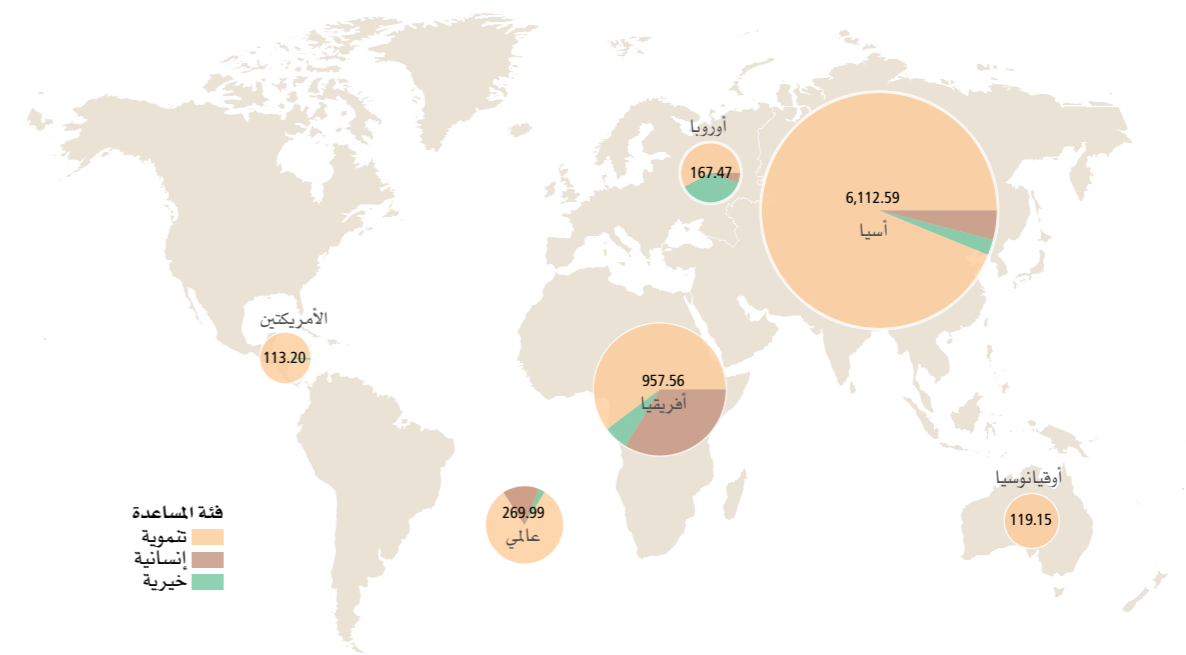 أوروبا
167.47
6,112.59
أسيا
الأمريكتين
113.20
957.56
أفريقيا
أوقيانوسيا
119.15
269.99
عالمي
فئة المساعدة
تنموية
إنسانية
خيرية